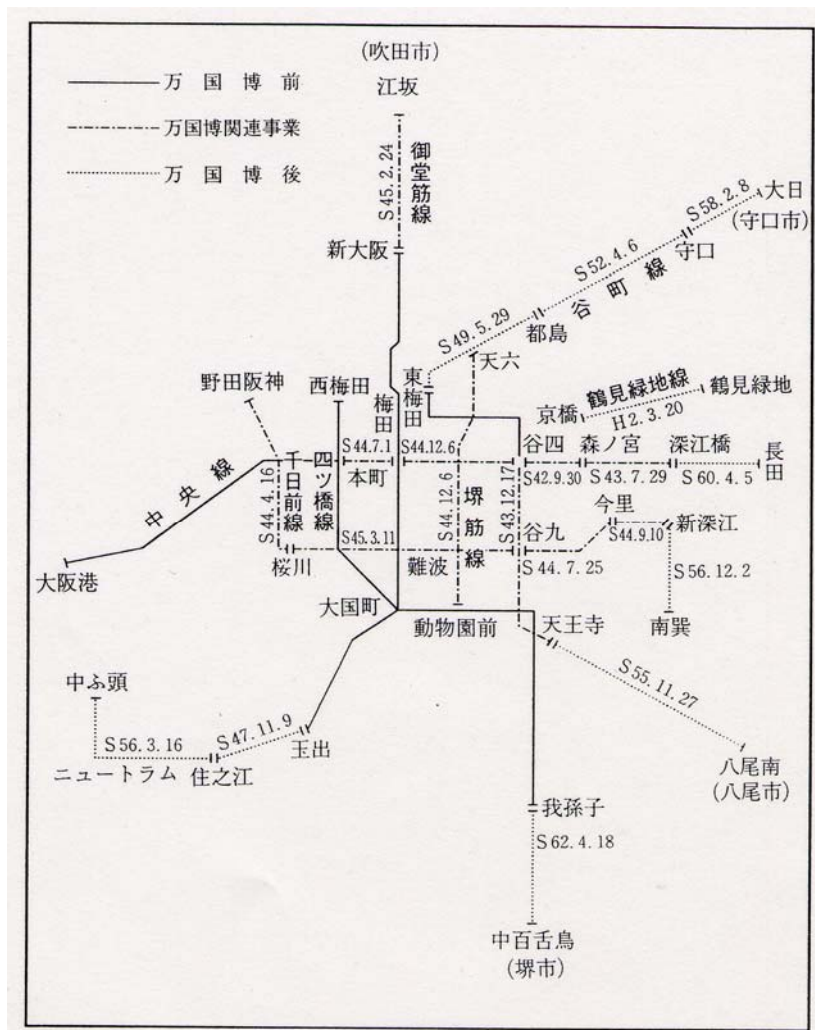 (吹田市)
江坂
万国博前
万国博関連事業
万国博後
S45.2.24
御堂筋線
新大阪
S58.2.8
大日
(守口市)
守口
S52.4.6
谷町線
都島
S49.5.29
天六
野田阪神
西梅田
梅田
東梅田
京橋
鶴見緑地線
H2.3.20
鶴見緑地
中央線
S44.4.16
千日前線
四ツ橋線
S44.7.1
本町
S44.12.6
S44.12.6
堺筋線
S43.12.17
谷四
S42.9.30
森ノ宮
S43.7.29
深江橋
S60.4.5
長田
今里
S44.9.10
新深江
S56.12.2
南巽
大阪港
桜川
S45.3.11
難波
谷九
S44.7.25
大国町
動物園前
天王寺
S55.11.27
八尾南
(八尾市)
中ふ頭
S56.3.16
ニュートラム
住之江
S47.11.9
玉出
我孫子
S62.4.18
中百舌鳥
(堺市)